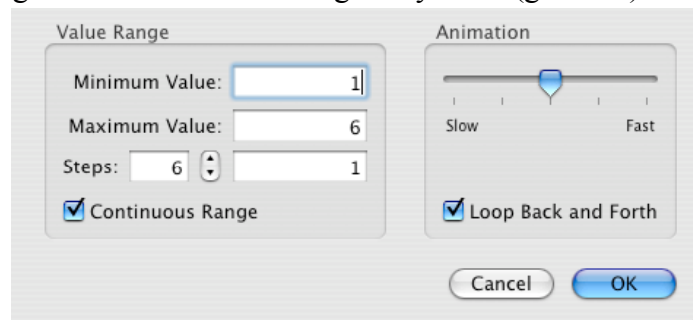 Value Range
Minimum Value: 1
Maximum Value: 6
Steps: 6 1
Continuous Range
Animation
Slow Fast
Loop Back and Forth
Cancel OK